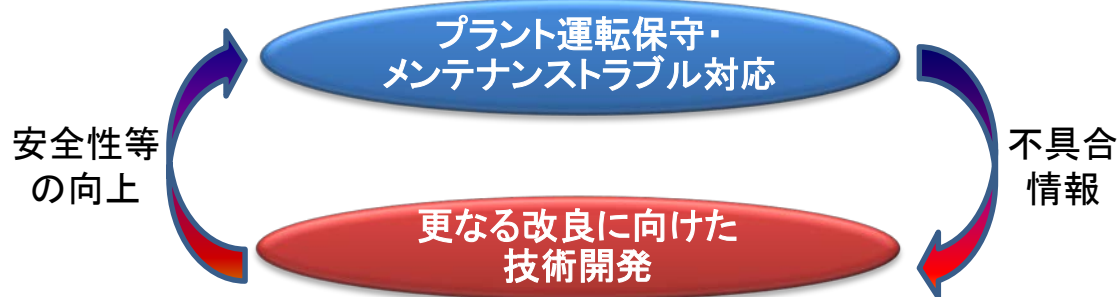 プラント運転保守・
メンテナンストラブル対応
安全性等
の向上
不具合
情報
更なる改良に向けた
技術開発